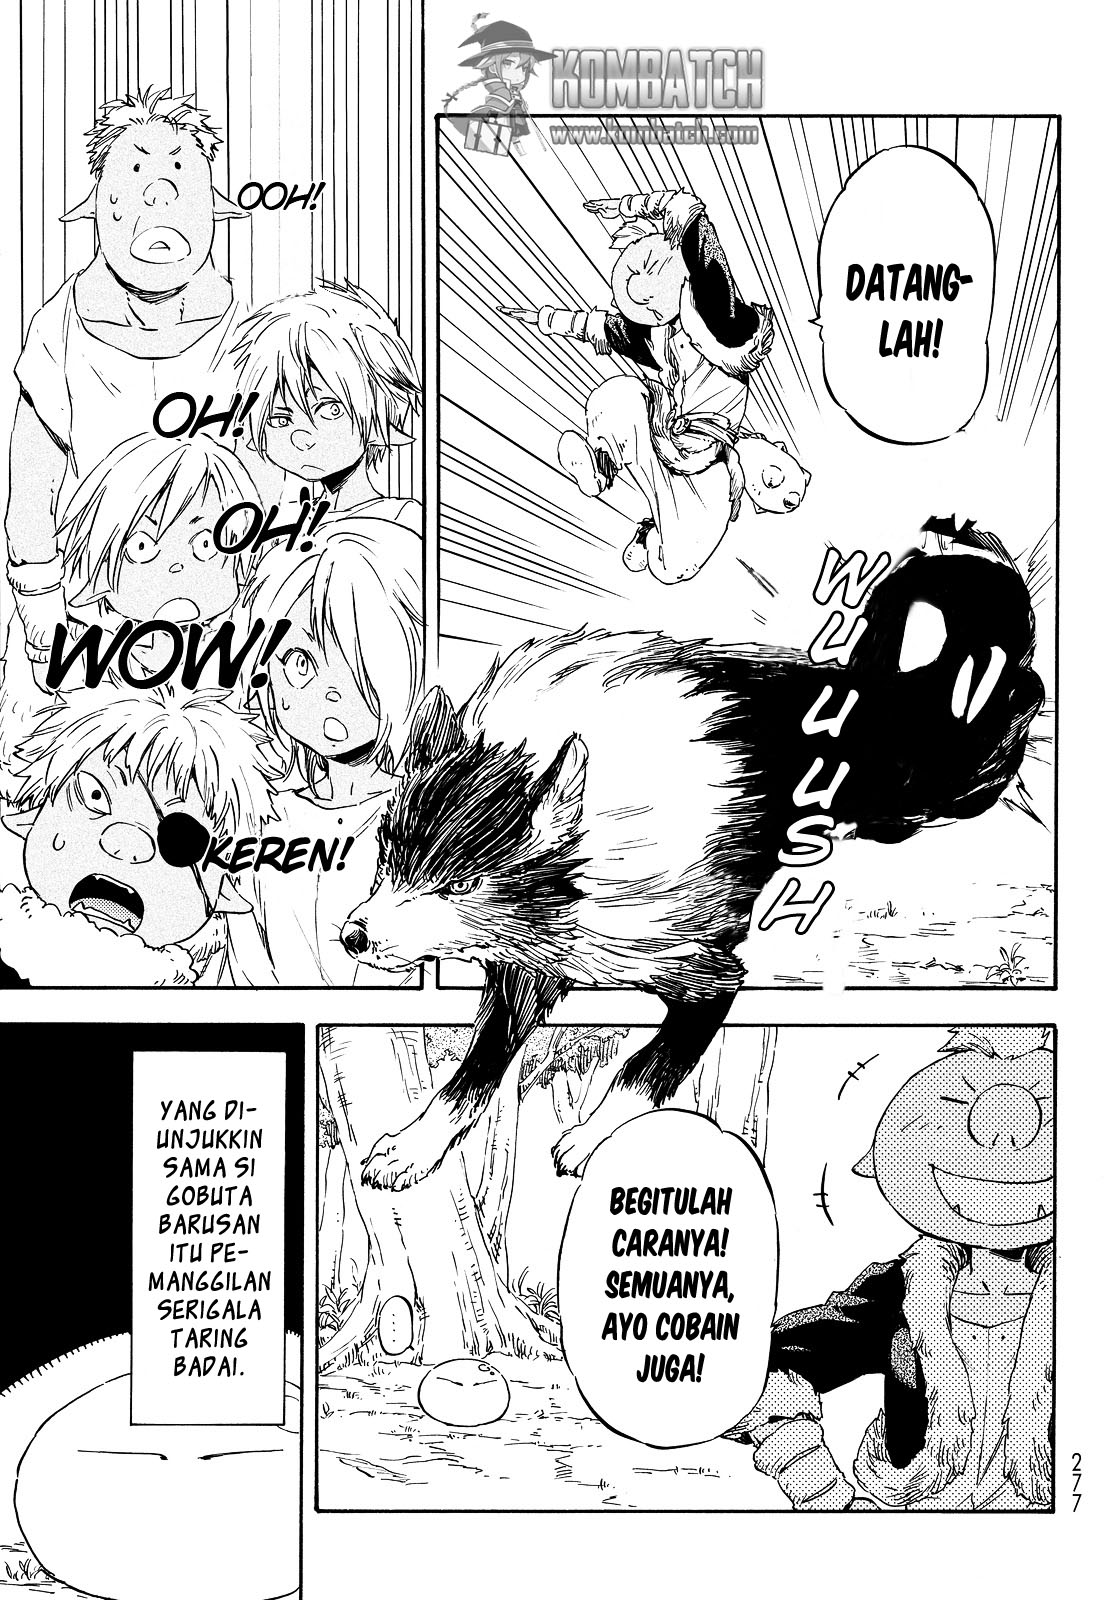 KOMBATCH
www.kombatch.com
DATANG-
LAH!
WUUUUSH
OOH!
OH!
OH!
WOW!
KEREN!
BEGITULAH
CARANYA!
SEMUANYA,
AYO COBAIN
JUGA!
......
YANG DI-
UNJUKKIN
SAMA SI
GOBUTA
BARUSAN
ITU PE-
MANGGILAN
SERIGALA
TARING
BADAI.
277